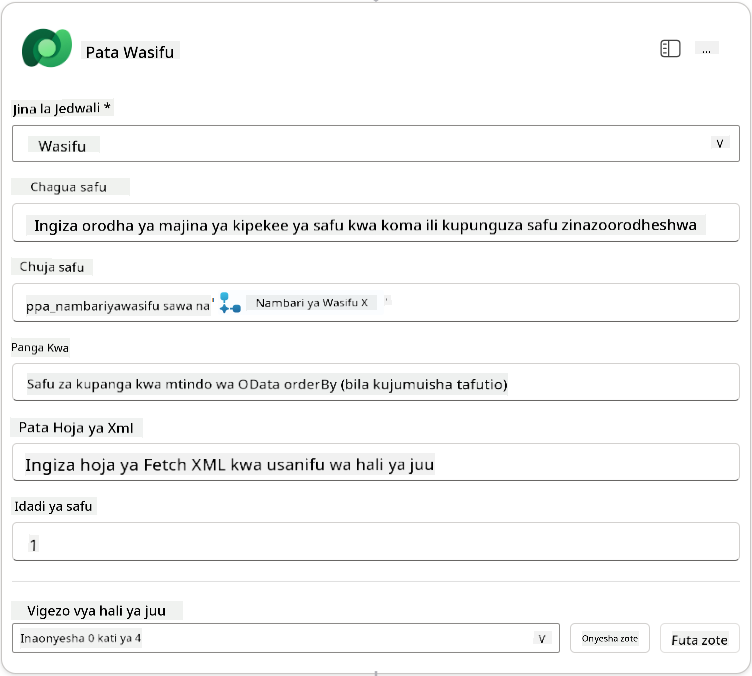 Pata Wasifu
...
Jina la Jedwali *
Wasifu
Chagua safu
Ingiza orodha ya majina ya kipekee ya safu kwa koma ili kupunguza safu zinazoorodheshwa
Chuja safu
ppa_nambariyawasifu sawa na ' Nambari ya Wasifu X '
Panga Kwa
Safu za kupanga kwa mtindo wa OData orderBy (bila kujumuisha tafutio)
Pata Hoja ya Xml
Ingiza hoja ya Fetch XML kwa usanifu wa hali ya juu
Idadi ya safu
1
Vigezo vya hali ya juu
Inaonyesha 0 kati ya 4
Onyesha zote
Futa zote